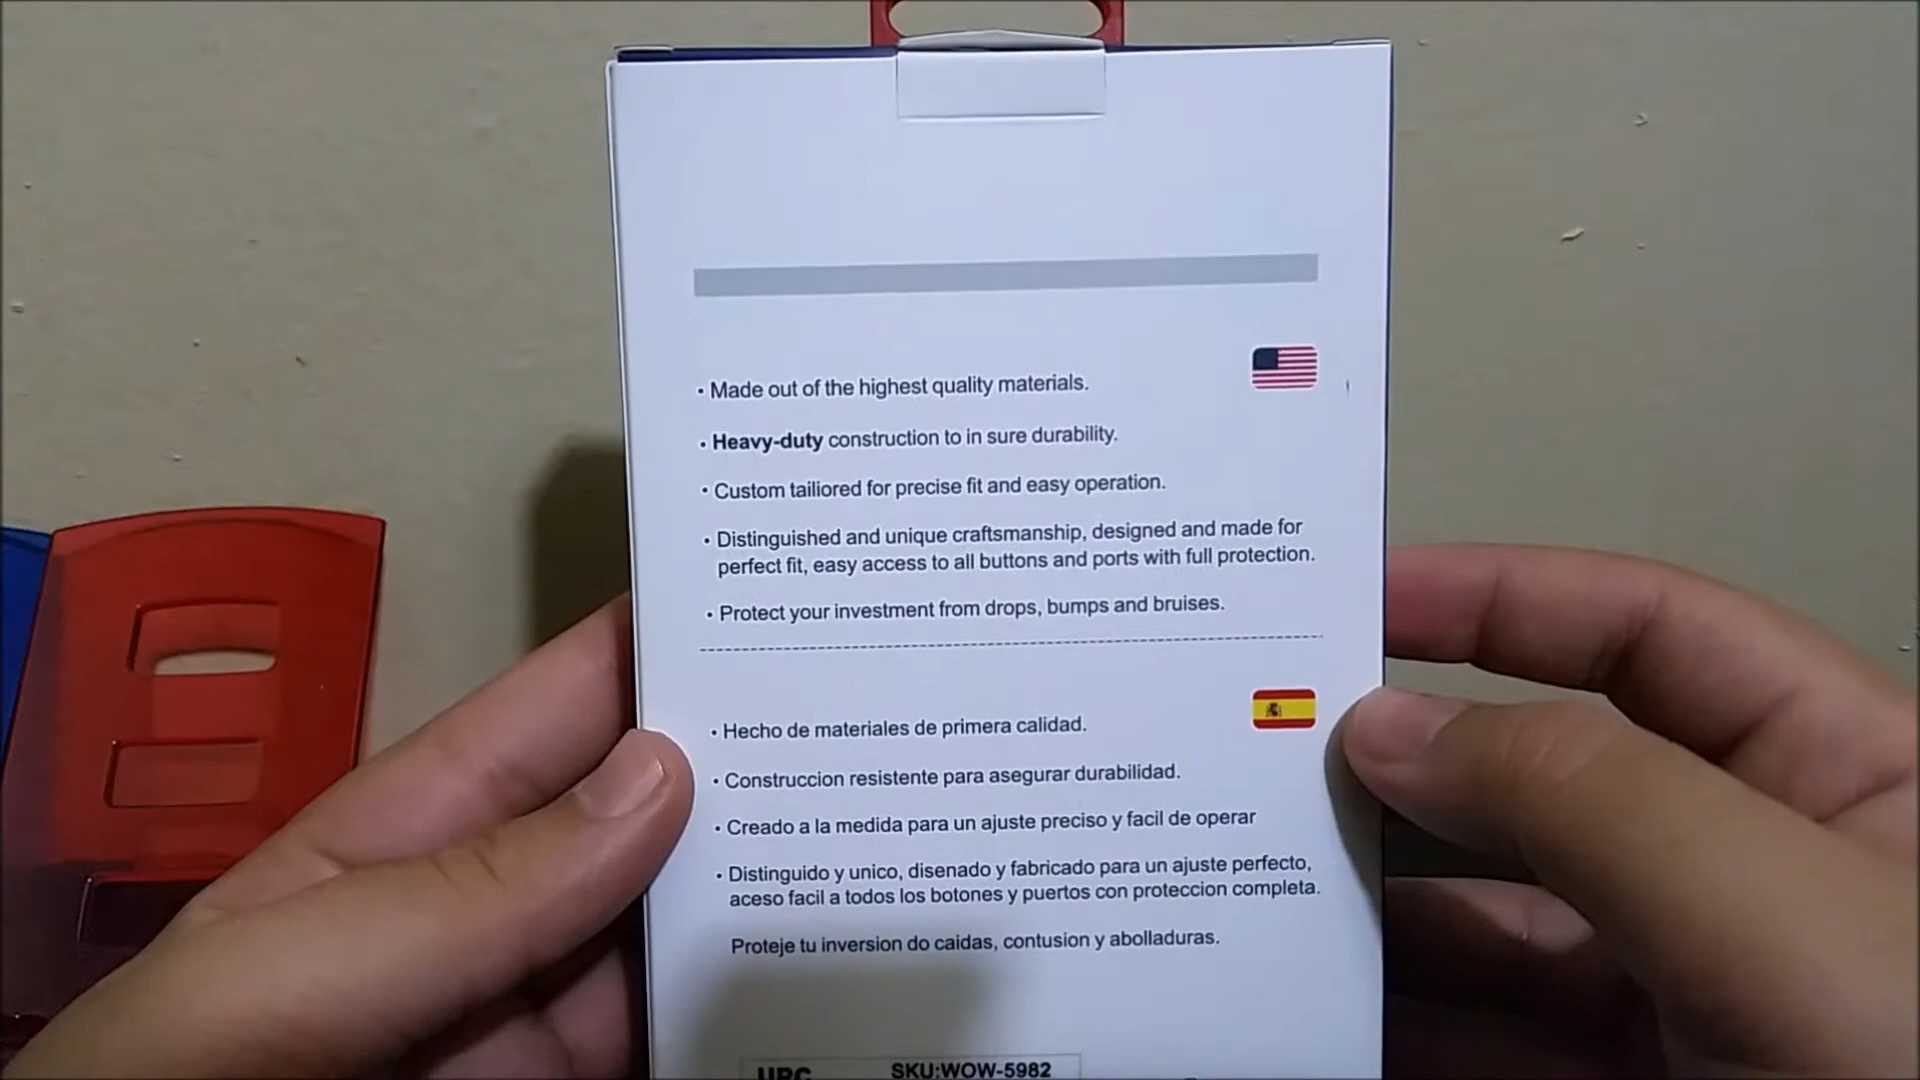 • Made out of the highest quality materials.
• Heavy-duty construction to in sure durability.
• Custom tailiored for precise fit and easy operation.
• Distinguished and unique craftsmanship, designed and made for
perfect fit, easy access to all buttons and ports with full protection.
• Protect your investment from drops, bumps and bruises.
• Hecho de materiales de primera calidad.
• Construccion resistente para asegurar durabilidad.
• Creado a la medida para un ajuste preciso y facil de operar
• Distinguido y unico, disenado y fabricado para un ajuste perfecto,
aceso facil a todos los botones y puertos con proteccion completa.
Proteje tu inversion do caidas, contusion y abolladuras.
UPC SKU:WOW-5982